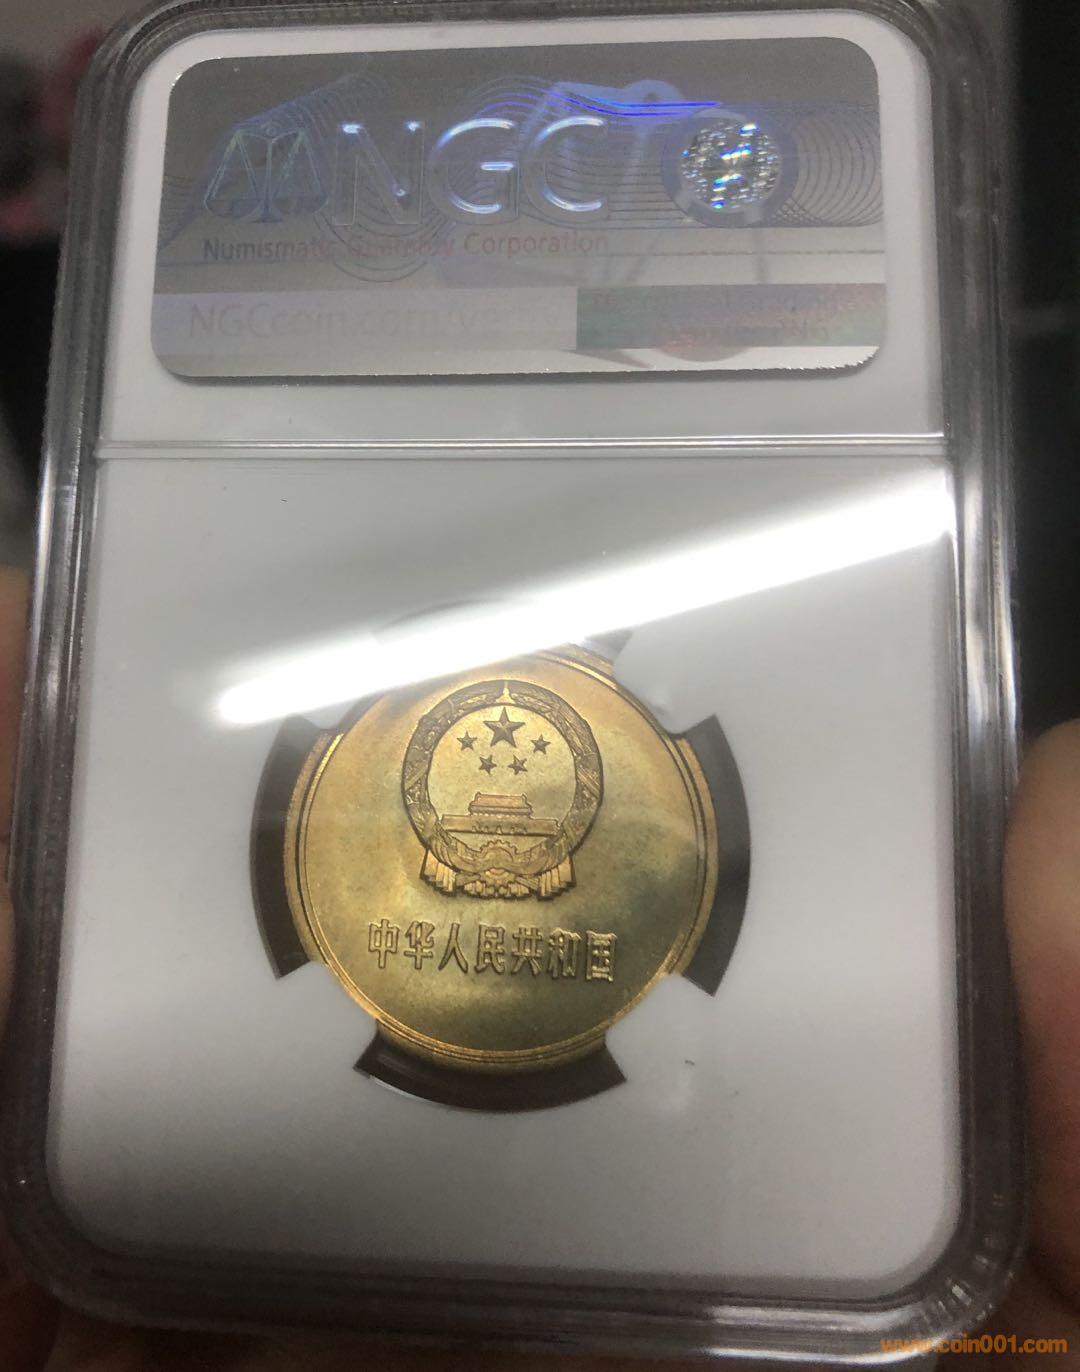 NGC
Numismatic Guaranty Corporation
中华人民共和国
www.coin001.com